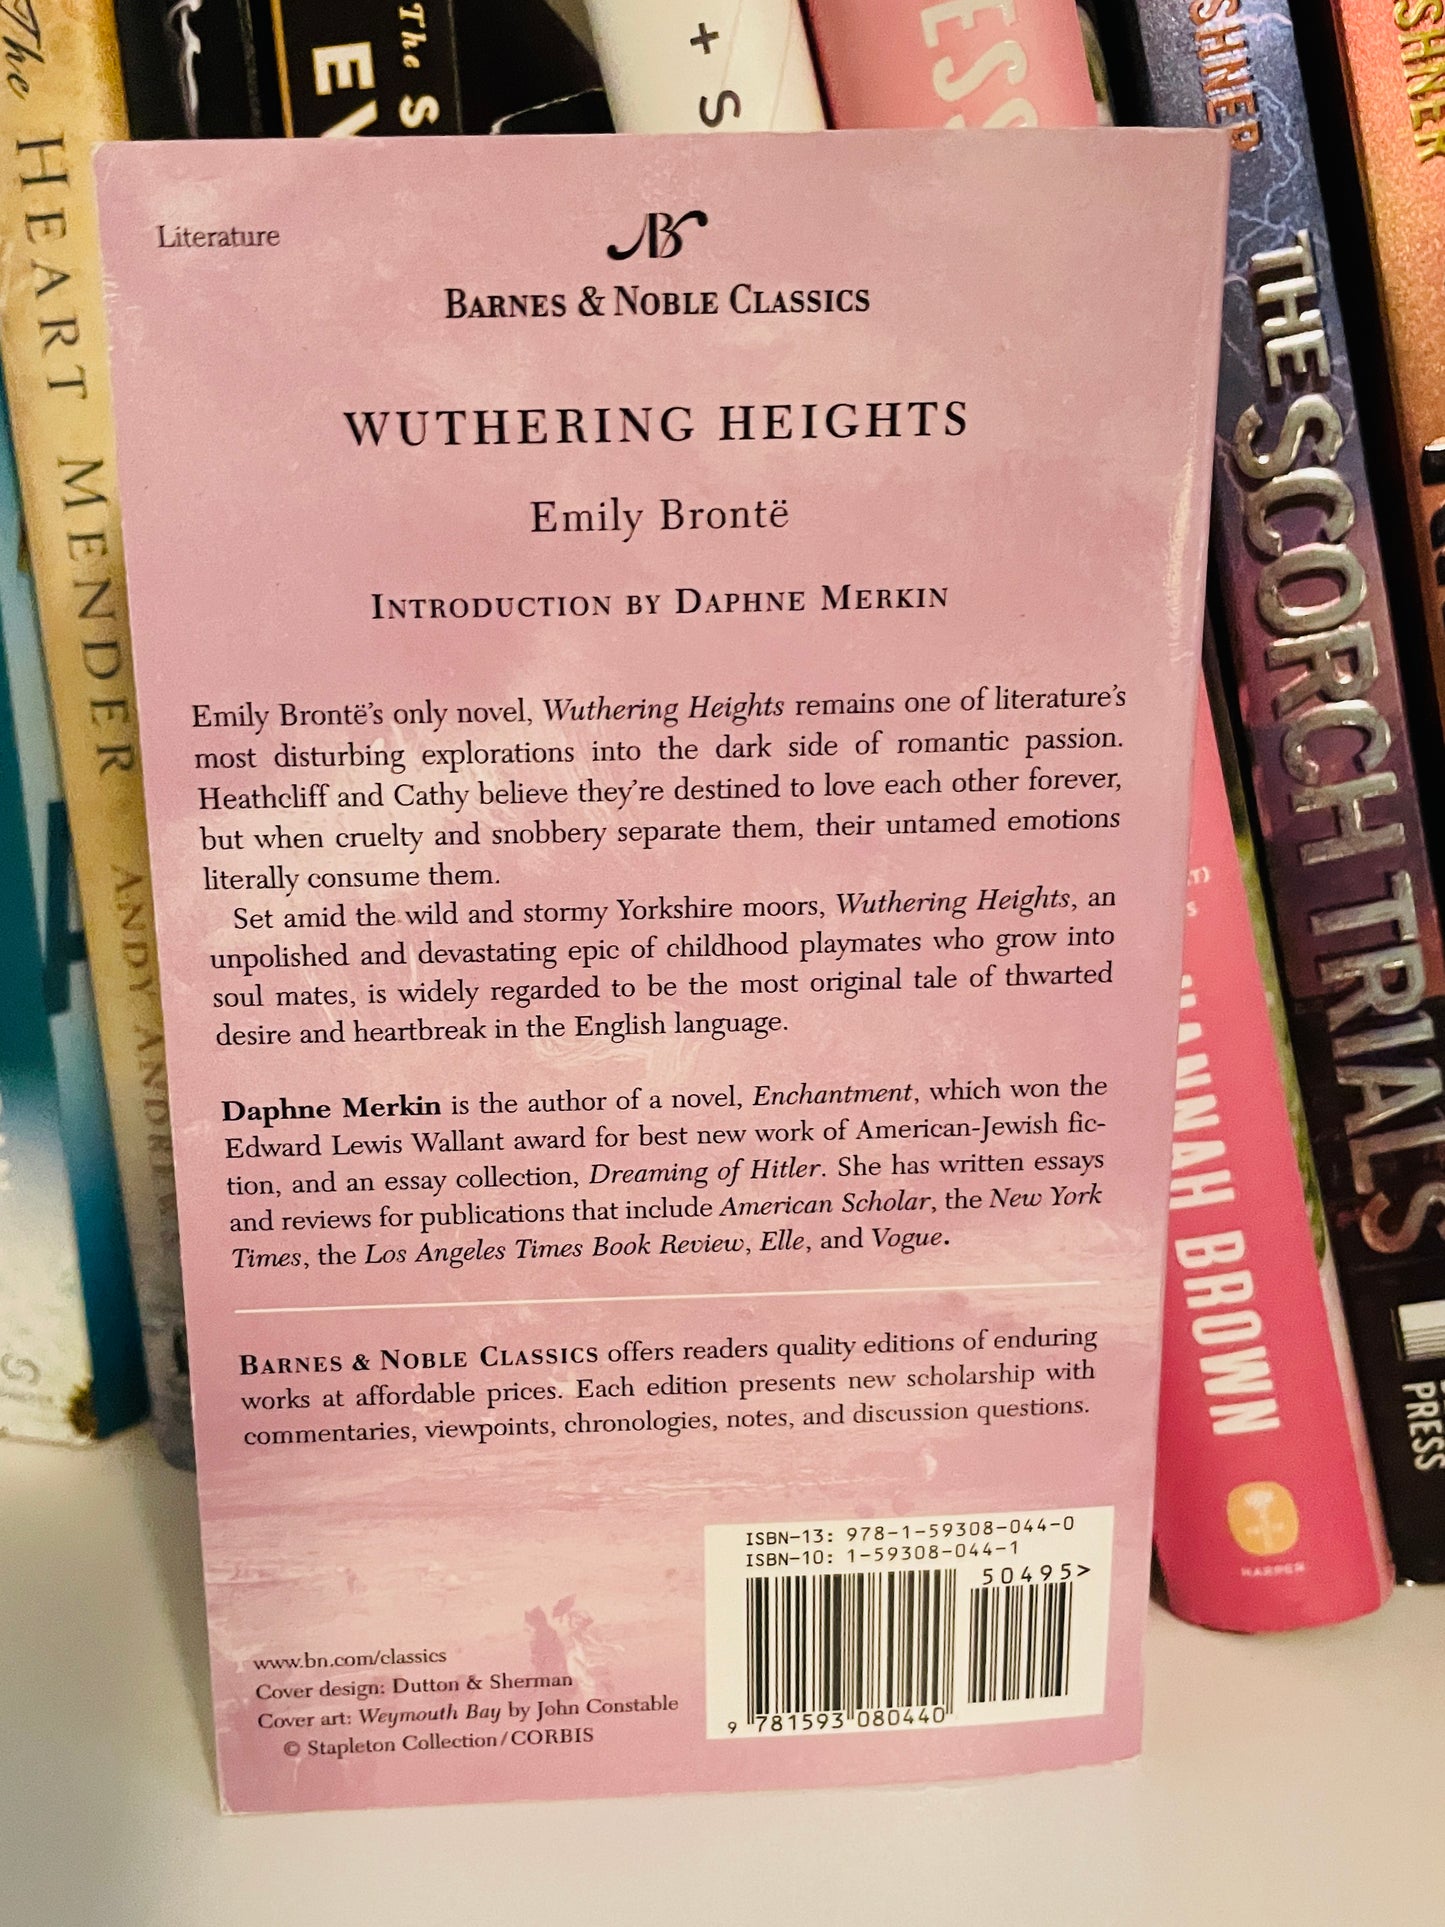 The HEART MENDER ANDY ANDREWS
The S
EV
+ S
ESS
SHNER
THE SCORCH TRIALS
SHNER
PRESS
HANNAH BROWN
HARPER
Literature
BARNES & NOBLE CLASSICS
WUTHERING HEIGHTS
Emily Brontë
INTRODUCTION BY DAPHNE MERKIN
Emily Brontë's only novel, Wuthering Heights remains one of literature's
most disturbing explorations into the dark side of romantic passion.
Heathcliff and Cathy believe they're destined to love each other forever,
but when cruelty and snobbery separate them, their untamed emotions
literally consume them.
Set amid the wild and stormy Yorkshire moors, Wuthering Heights, an
unpolished and devastating epic of childhood playmates who grow into
soul mates, is widely regarded to be the most original tale of thwarted
desire and heartbreak in the English language.
Daphne Merkin is the author of a novel, Enchantment, which won the
Edward Lewis Wallant award for best new work of American-Jewish fic-
tion, and an essay collection, Dreaming of Hitler. She has written essays
and reviews for publications that include American Scholar, the New York
Times, the Los Angeles Times Book Review, Elle, and Vogue.
BARNES & NOBLE CLASSICS offers readers quality editions of enduring
works at affordable prices. Each edition presents new scholarship with
commentaries, viewpoints, chronologies, notes, and discussion questions.
ISBN-13: 978-1-59308-044-0
ISBN-10: 1-59308-044-1
50495>
9 781593 080440
www.bn.com/classics
Cover design: Dutton & Sherman
Cover art: Weymouth Bay by John Constable
© Stapleton Collection/CORBIS